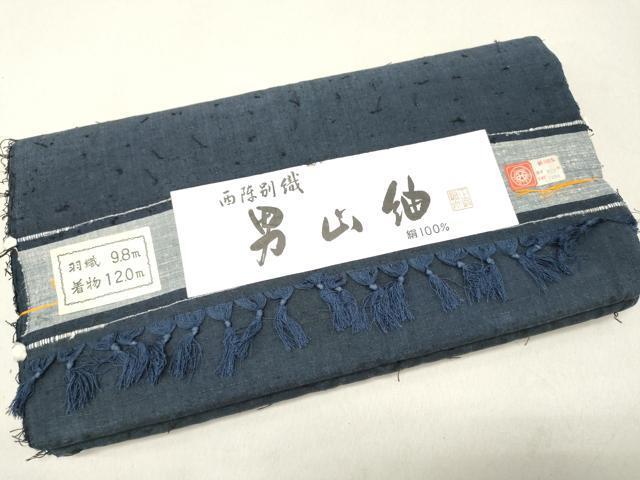 西陣別織
男山紬
絹100%
羽織 9.8m
着物 12.0m